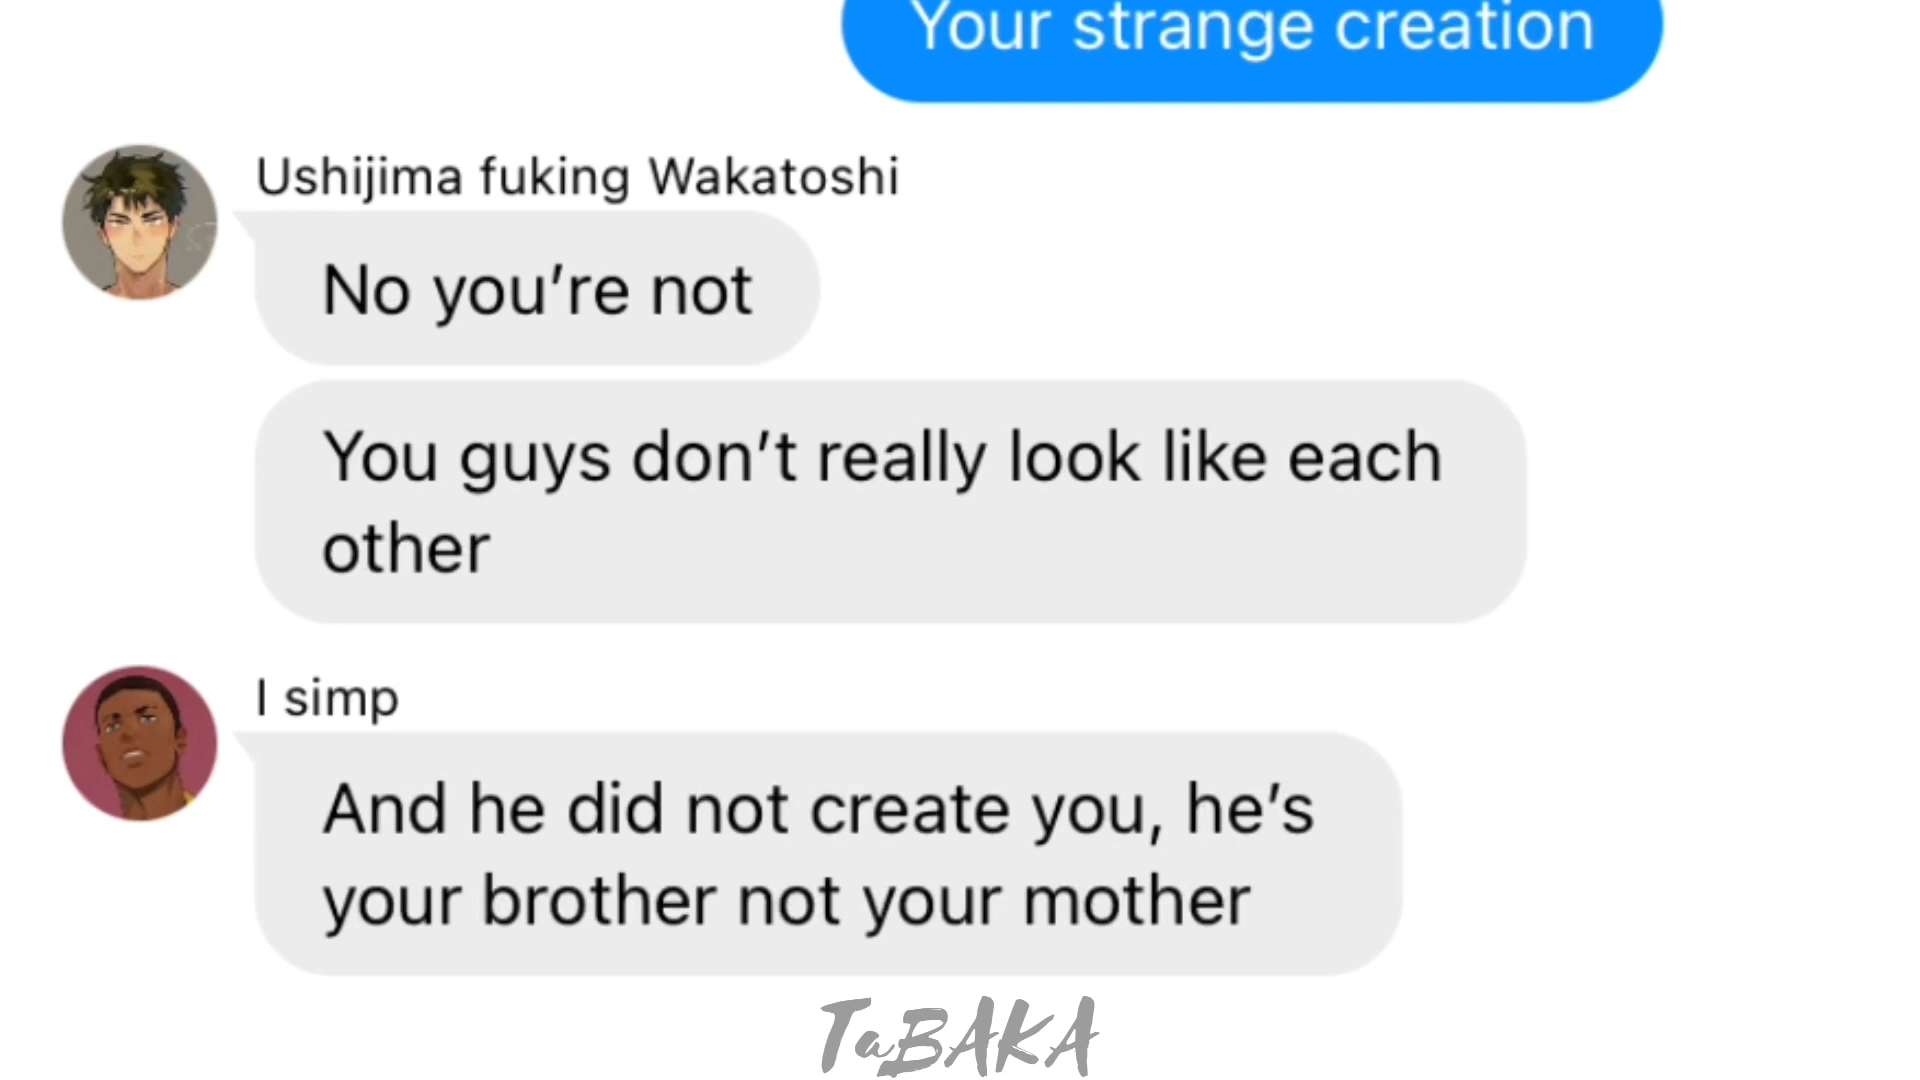 Your strange creation
Ushijima fuking Wakatoshi
No you’re not
You guys don’t really look like each
other
I simp
And he did not create you, he’s
your brother not your mother
TaBAKA